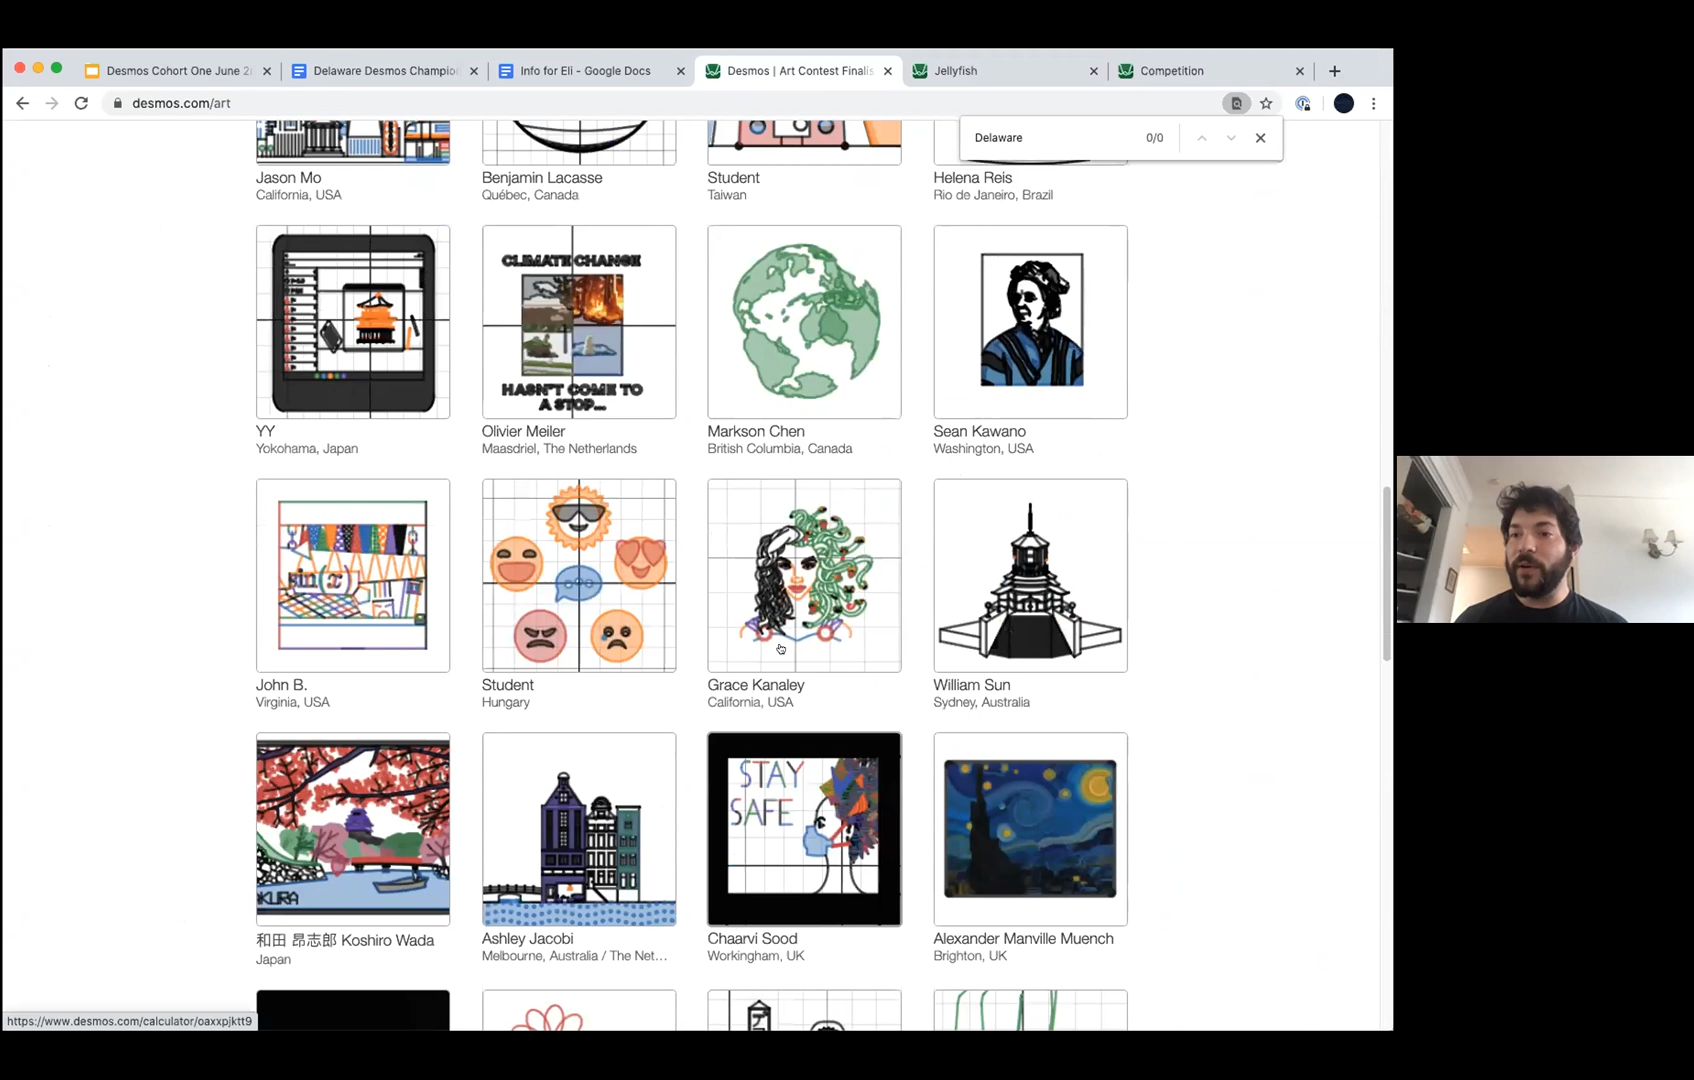 Desmos Cohort One June 2
Delaware Desmos Champio
Info for Eli - Google Docs
Desmos | Art Contest Finalis
Jellyfish
Competition
desmos.com/art
Delaware
0/0
Jason Mo
California, USA
Benjamin Lacasse
Québec, Canada
Student
Taiwan
Helena Reis
Rio de Janeiro, Brazil
CLIMATE CHANGE
HASN'T COME TO
A STOP...
YY
Yokohama, Japan
Olivier Meiler
Maasdriel, The Netherlands
Markson Chen
British Columbia, Canada
Sean Kawano
Washington, USA
sin(x)
John B.
Virginia, USA
Student
Hungary
Grace Kanaley
California, USA
William Sun
Sydney, Australia
STAY
SAFE
KURA
和田 昂志郎 Koshiro Wada
Japan
Ashley Jacobi
Melbourne, Australia / The Net...
Chaarvi Sood
Workingham, UK
Alexander Manville Muench
Brighton, UK
https://www.desmos.com/calculator/oaxxpjktt9